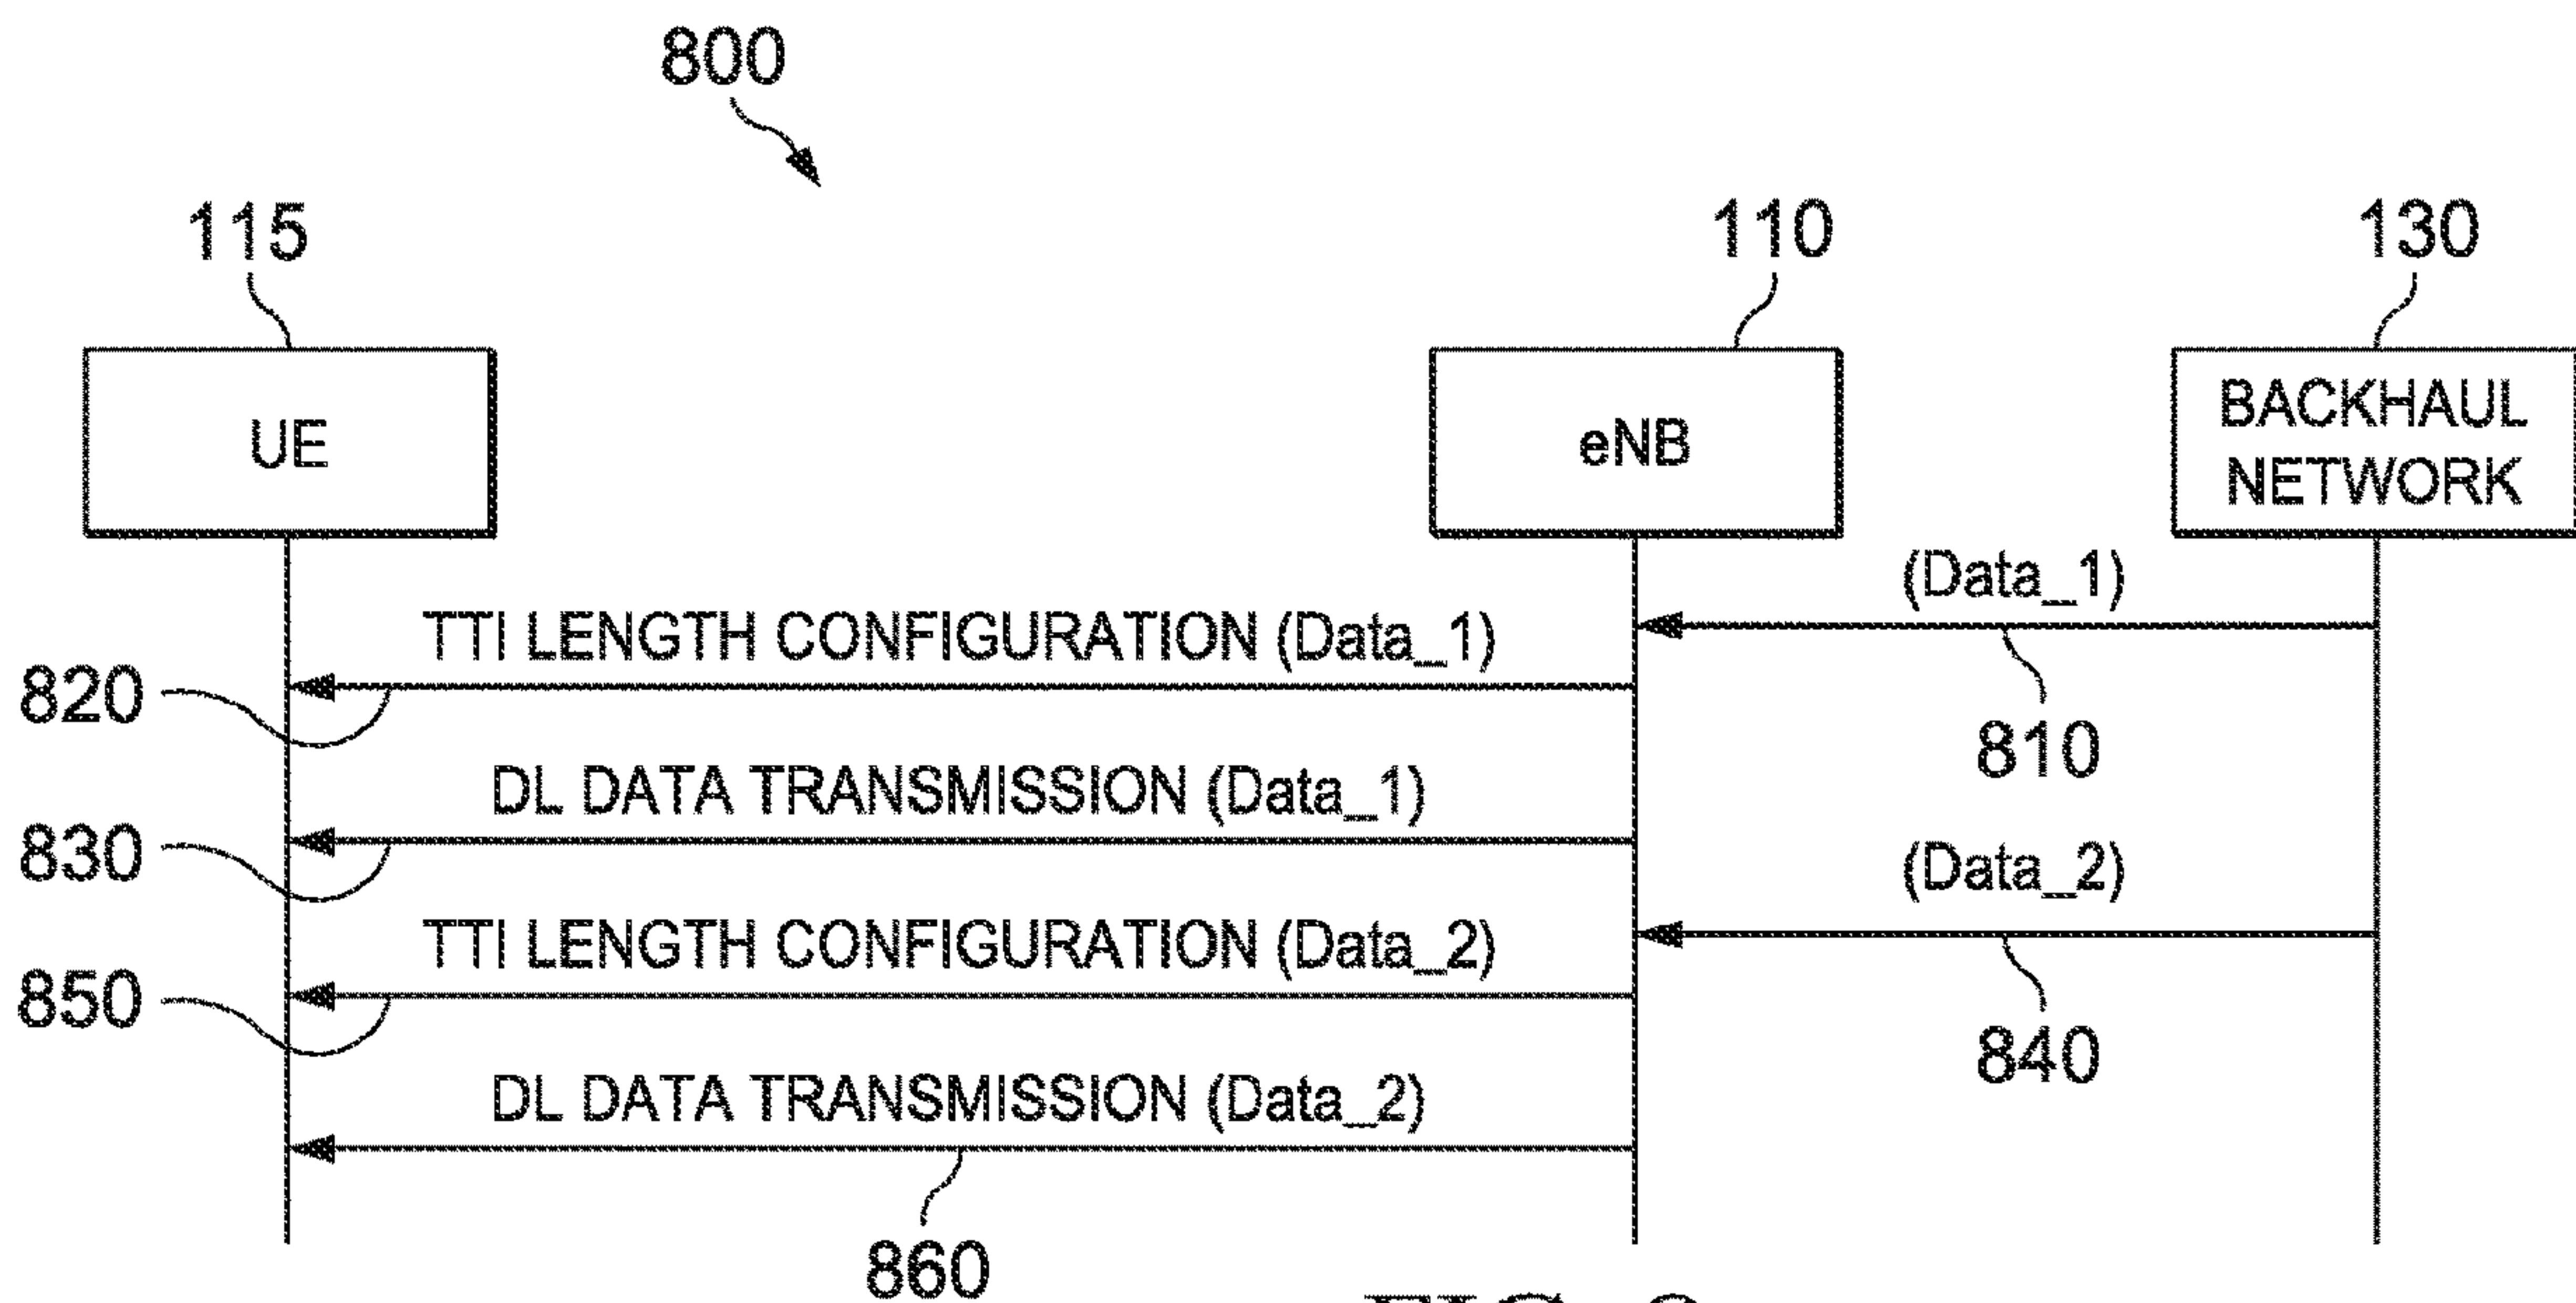 800
115
110
130
UE
eNB
BACKHAUL
NETWORK
(Data_1)
TTI LENGTH CONFIGURATION (Data_1)
820
810
DL DATA TRANSMISSION (Data_1)
830
(Data_2)
TTI LENGTH CONFIGURATION (Data_2)
850
840
DL DATA TRANSMISSION (Data_2)
860